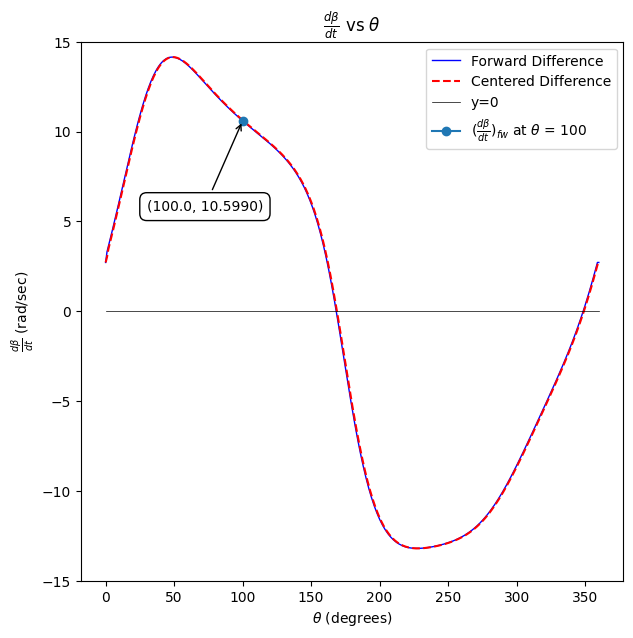 dβ/dt vs θ
Forward Difference
Centered Difference
y=0
(dβ/dt)fw at θ = 100
(100.0, 10.5990)
15
10
5
0
−5
−10
−15
dβ/dt (rad/sec)
0 50 100 150 200 250 300 350
θ (degrees)